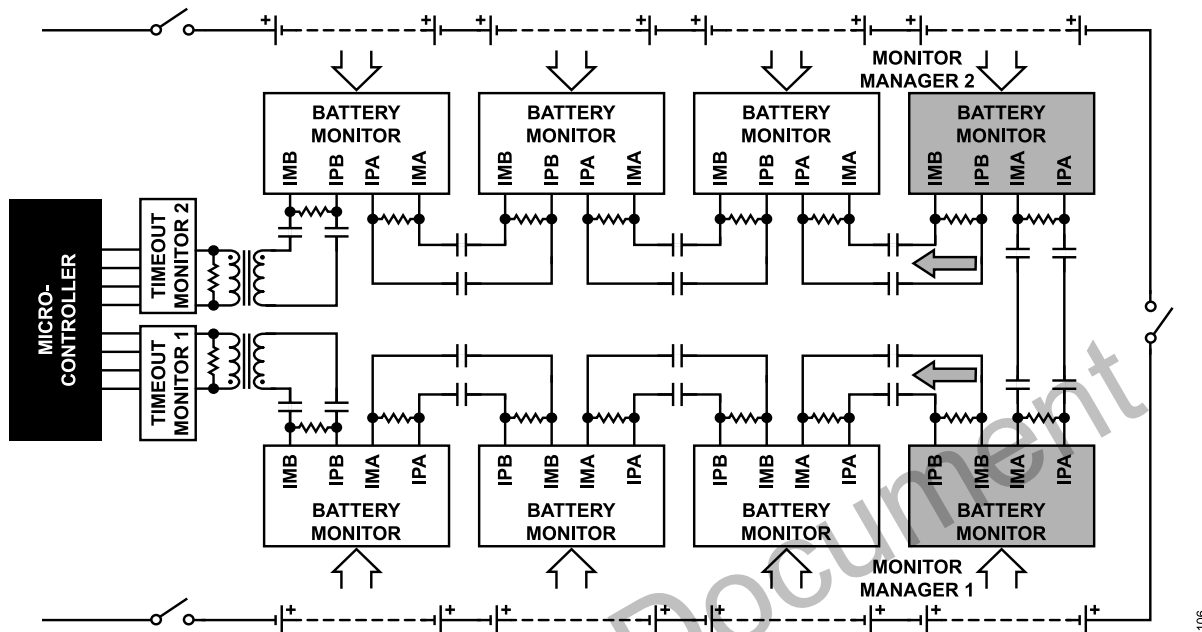 + + + + + + + +
MONITOR
MANAGER 2
BATTERY
MONITOR
IMB IPB IPA IMA
BATTERY
MONITOR
IMB IPB IPA IMA
BATTERY
MONITOR
IMB IPB IPA IMA
BATTERY
MONITOR
IMB IPB IMA IPA
MICRO-
CONTROLLER
TIMEOUT
MONITOR 2
TIMEOUT
MONITOR 1
IMB IPB IMA IPA
BATTERY
MONITOR
IPB IMB IMA IPA
BATTERY
MONITOR
IPB IMB IMA IPA
BATTERY
MONITOR
IPB IMB IMA IPA
BATTERY
MONITOR
MONITOR
MANAGER 1
+ + + + + + + +
Document